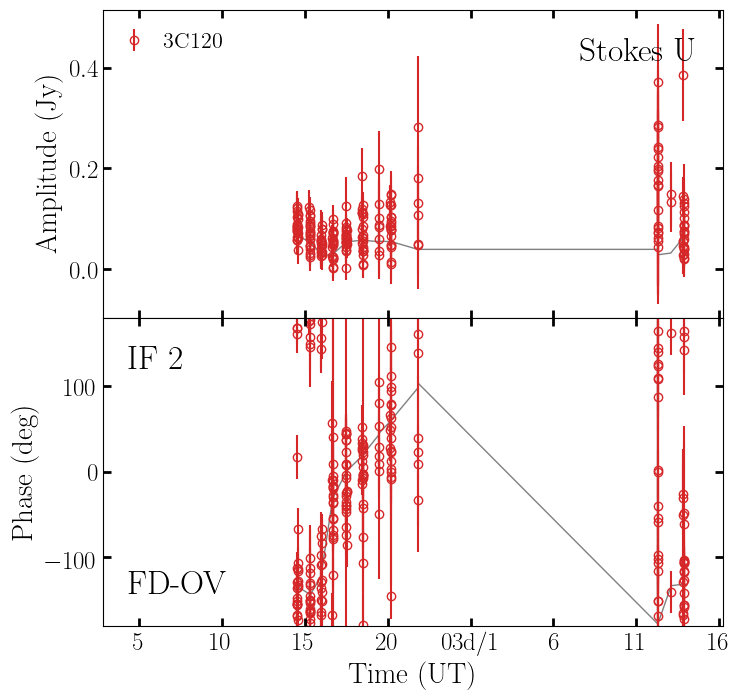 3C120
Stokes U
Amplitude (Jy)
0.4
0.2
0.0
IF 2
FD-OV
Phase (deg)
100
0
−100
5 10 15 20 03d/1 6 11 16
Time (UT)